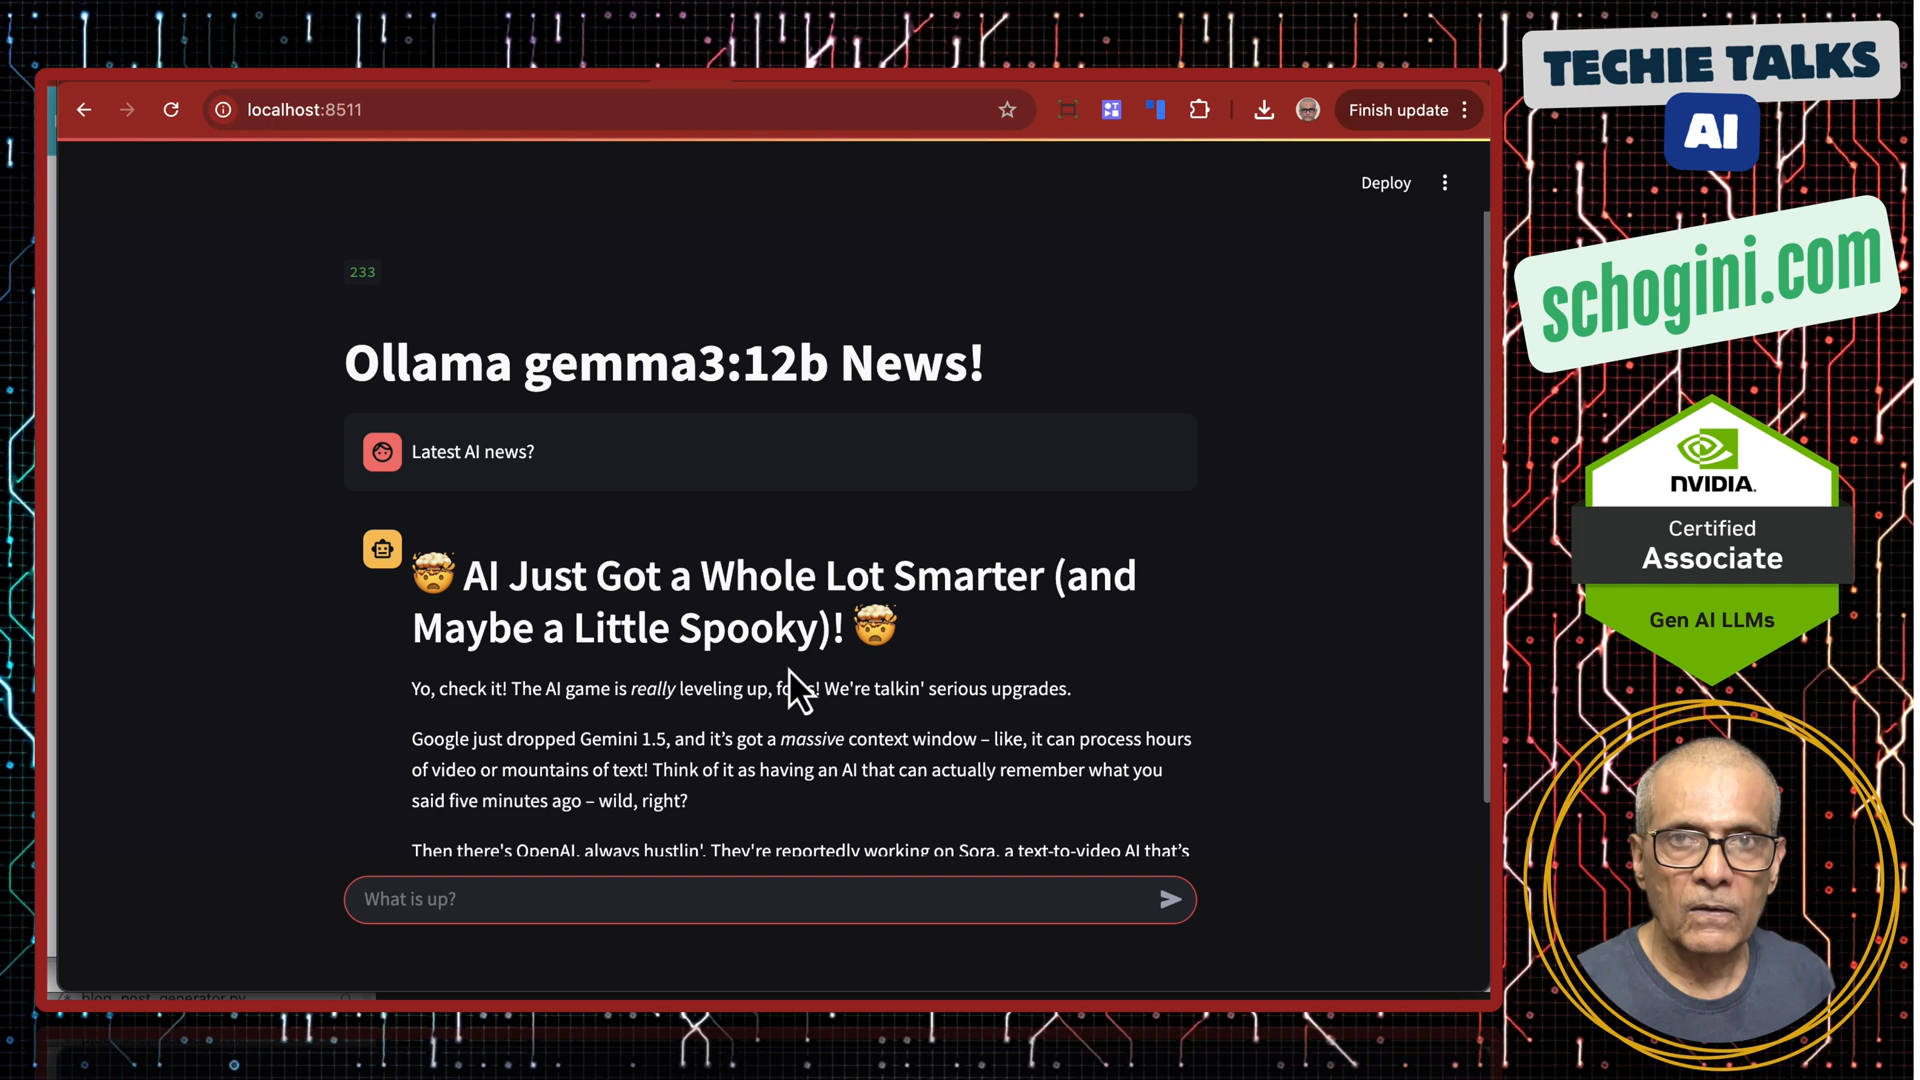 localhost:8511
Finish update
Deploy
233
Ollama gemma3:12b News!
Latest AI news?
🤯 AI Just Got a Whole Lot Smarter (and
Maybe a Little Spooky)! 🤯
Yo, check it! The AI game is really leveling up, We're talkin' serious upgrades.
Google just dropped Gemini 1.5, and it’s got a massive context window – like, it can process hours
of video or mountains of text! Think of it as having an AI that can actually remember what you
said five minutes ago – wild, right?
Then there's OpenAI, always hustlin'. They're reportedly working on Sora, a text-to-video AI that’s
What is up?
blog_post_generator.py
TECHIE TALKS
AI
schogini.com
NVIDIA.
Certified
Associate
Gen AI LLMs